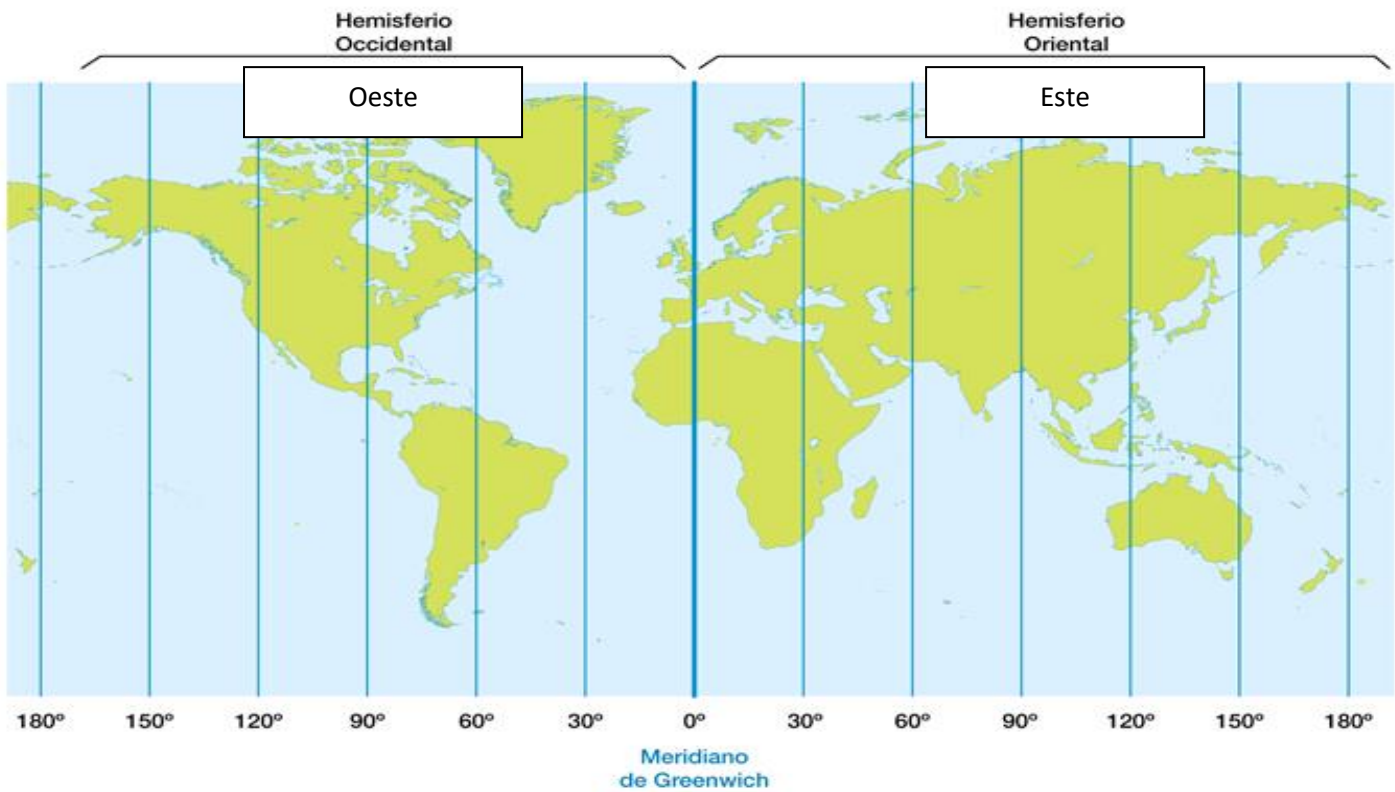 Hemisferio
Occidental
Hemisferio
Oriental
Oeste
Este
180º 150º 120º 90º 60º 30º 0º 30º 60º 90º 120º 150º 180º
Meridiano
de Greenwich